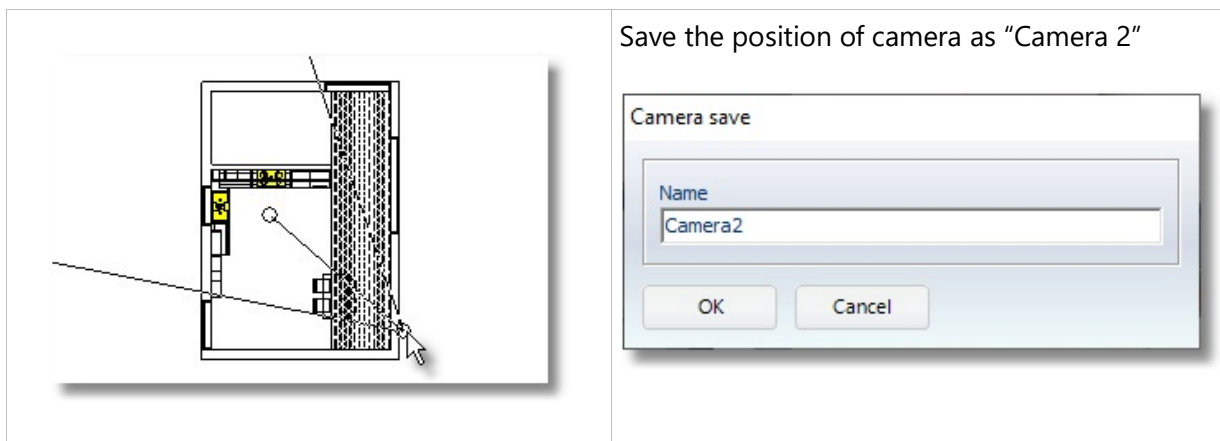 Save the position of camera as “Camera 2”
Camera save
Name
Camera2
OK
Cancel